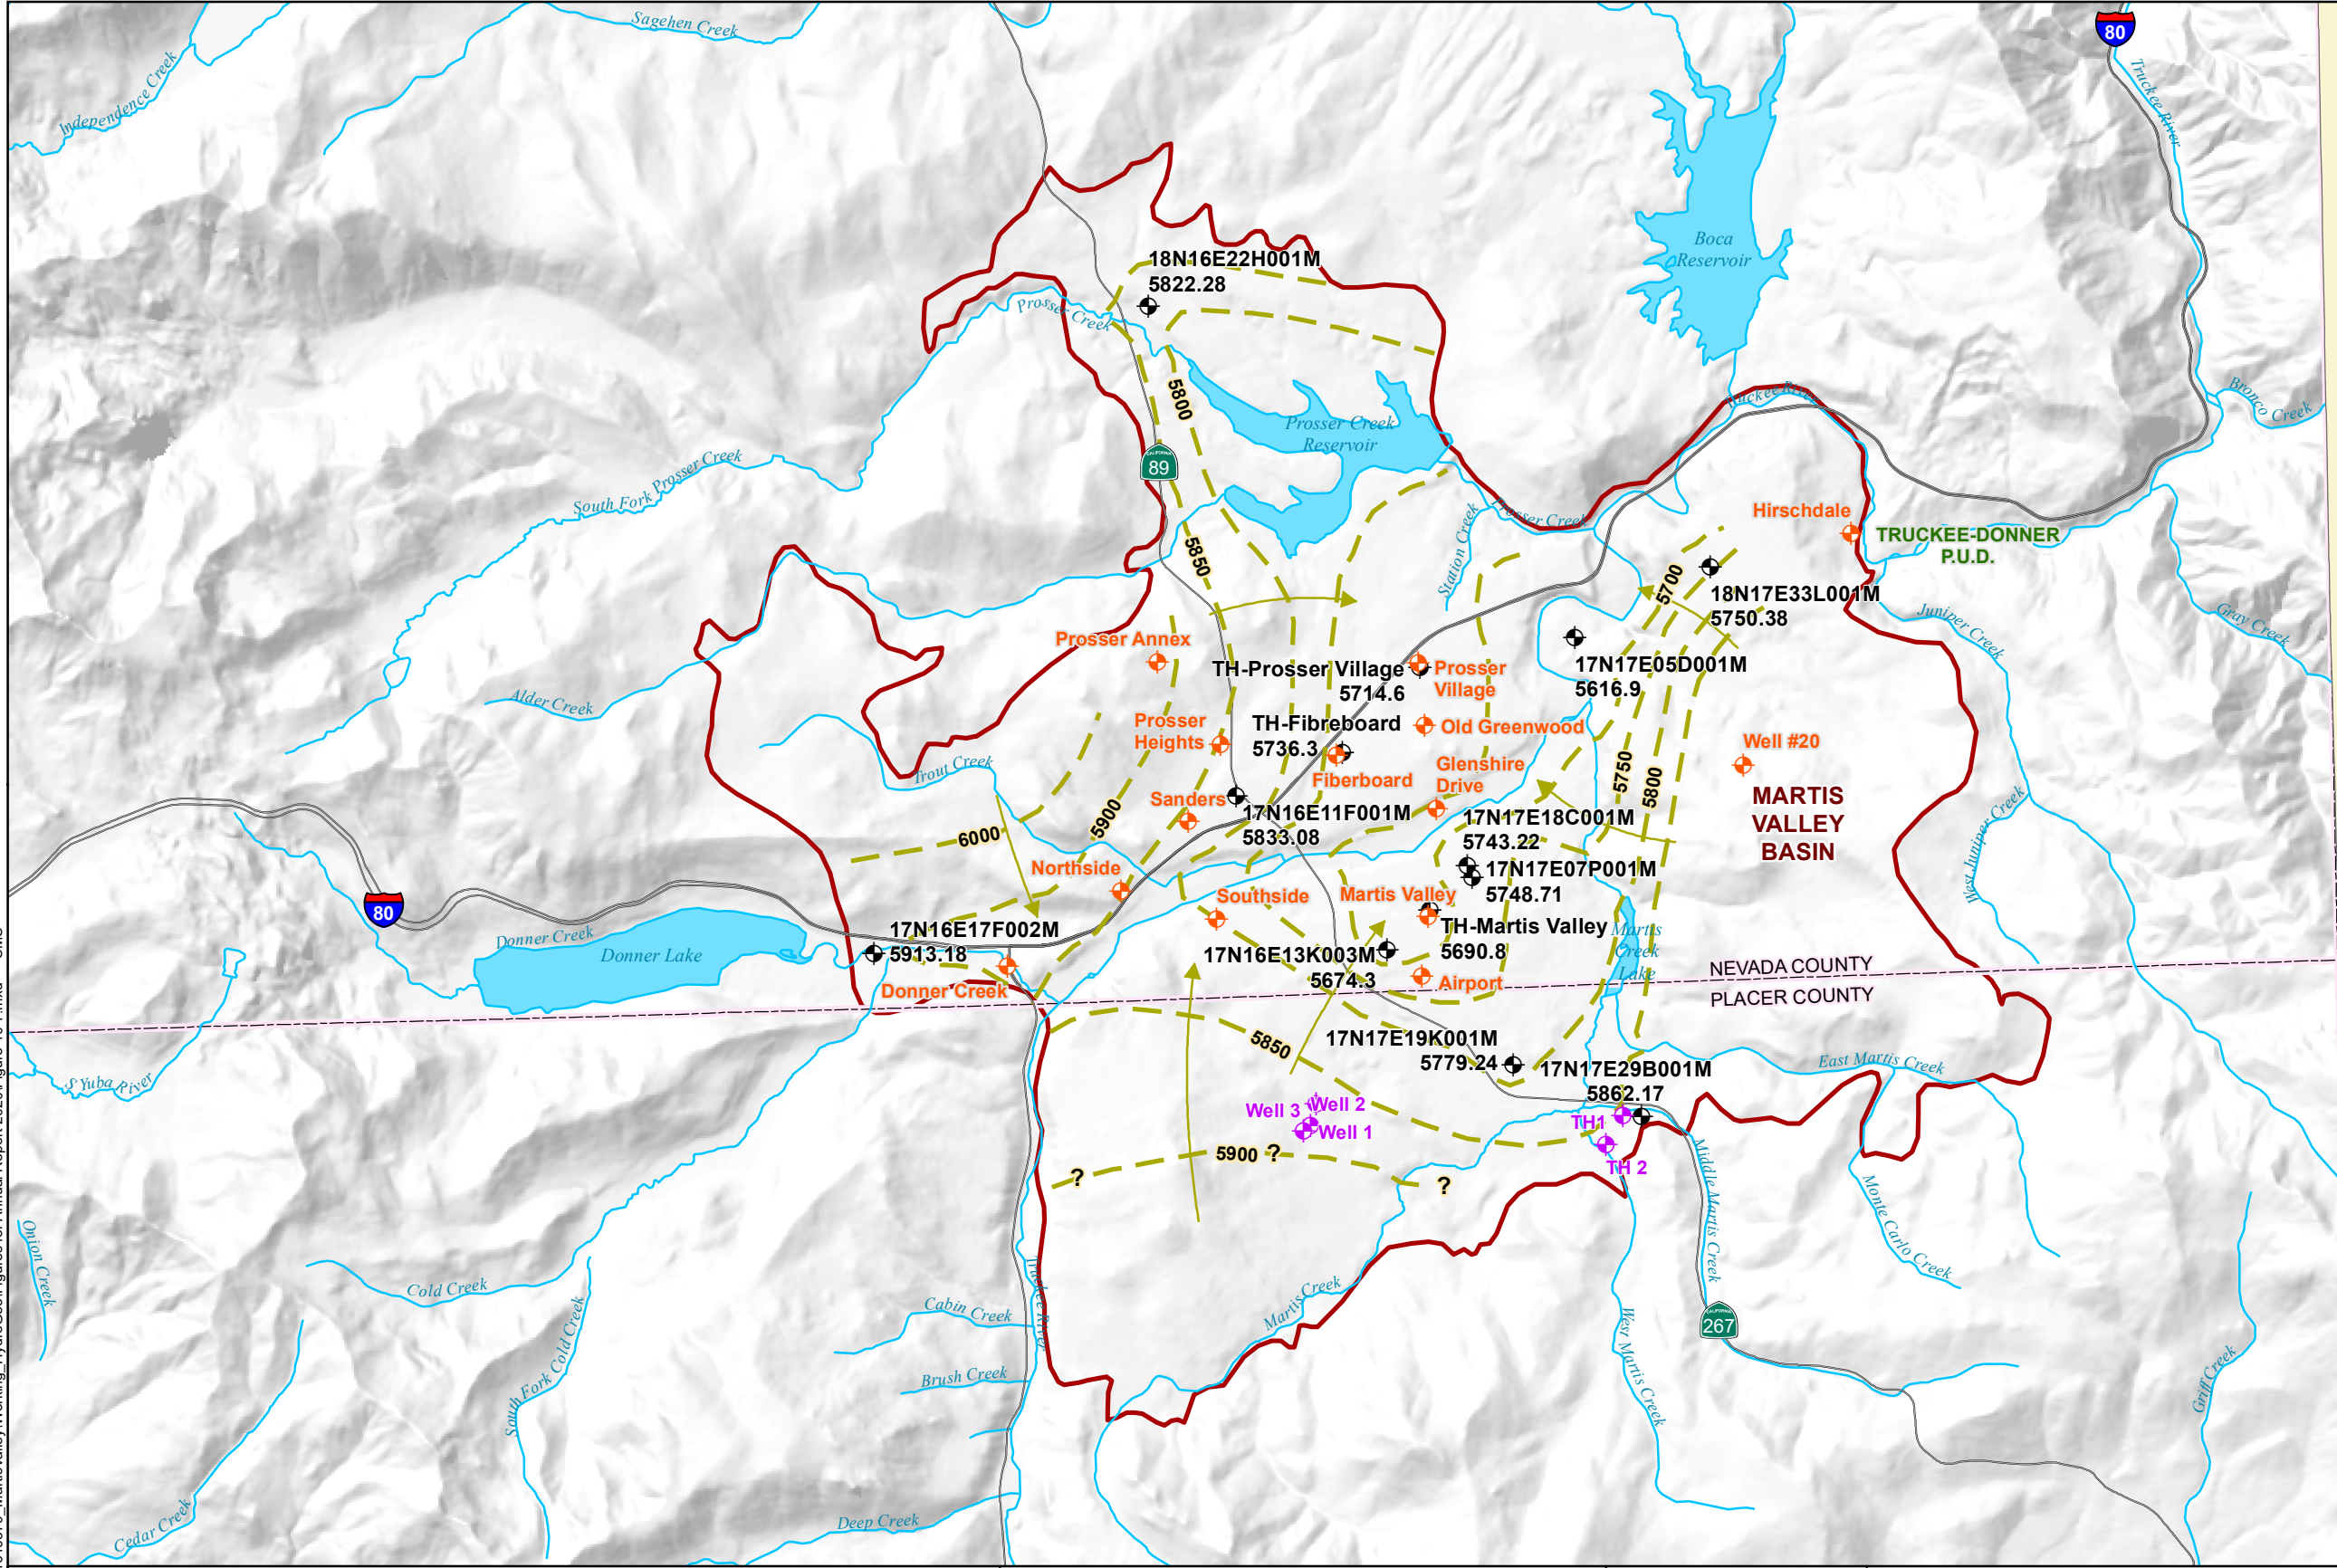 80
Sagehen Creek
Independence Creek
Truckee River
Boca
Reservoir
18N16E22H001M
5822.28
Prosser Creek
5800
Prosser Creek
Reservoir
Truckee River
Bronco Creek
89
South Fork Prosser Creek
Prosser Creek
Hirschdale
TRUCKEE-DONNER
P.U.D.
5850
Station Creek
5700
18N17E33L001M
5750.38
Juniper Creek
Gray Creek
Prosser Annex
TH-Prosser Village
5714.6
Prosser
Village
17N17E05D001M
5616.9
Alder Creek
Prosser
Heights
TH-Fibreboard
5736.3
Old Greenwood
Well #20
Trout Creek
Fiberboard
Glenshire
Drive
5750
5800
MARTIS
VALLEY
BASIN
Sanders
17N16E11F001M
5833.08
17N17E18C001M
5743.22
5900
6000
West Juniper Creek
Northside
17N17E07P001M
5748.71
80
Southside
Martis Valley
TH-Martis Valley
5690.8
17N16E17F002M
5913.18
Donner Creek
Donner Lake
17N16E13K003M
5674.3
Martis
Creek
Lake
NEVADA COUNTY
PLACER COUNTY
Donner Creek
Airport
5850
17N17E19K001M
5779.24
17N17E29B001M
5862.17
East Martis Creek
S Yuba River
Well 3
Well 2
Well 1
TH1
TH 2
5900 ?
?
?
Middle Martis Creek
Monte Carlo Creek
Onion Creek
Cold Creek
South Fork Cold Creek
Truckee River
Cabin Creek
Martis Creek
267
West Martis Creek
Brush Creek
Griff Creek
Deep Creek
Cedar Creek